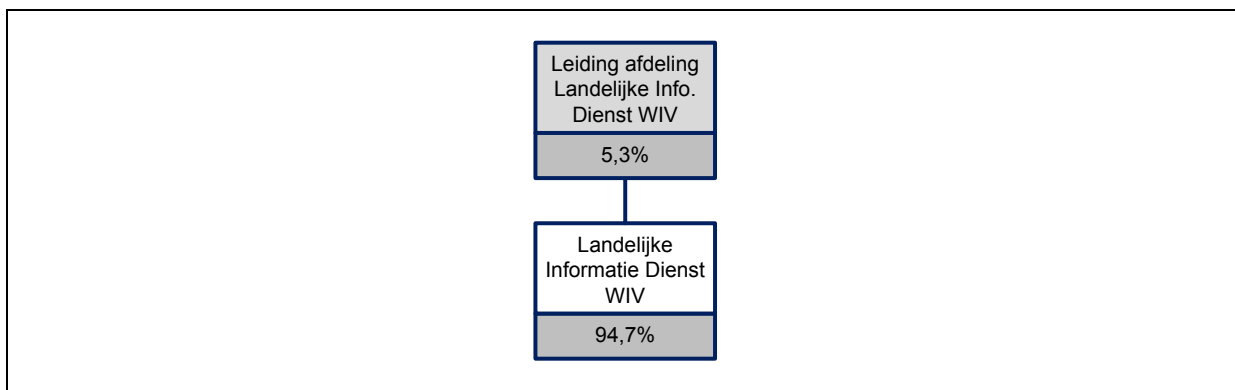 Leiding afdeling
Landelijke Info.
Dienst WIV
5,3%
Landelijke
Informatie Dienst
WIV
94,7%